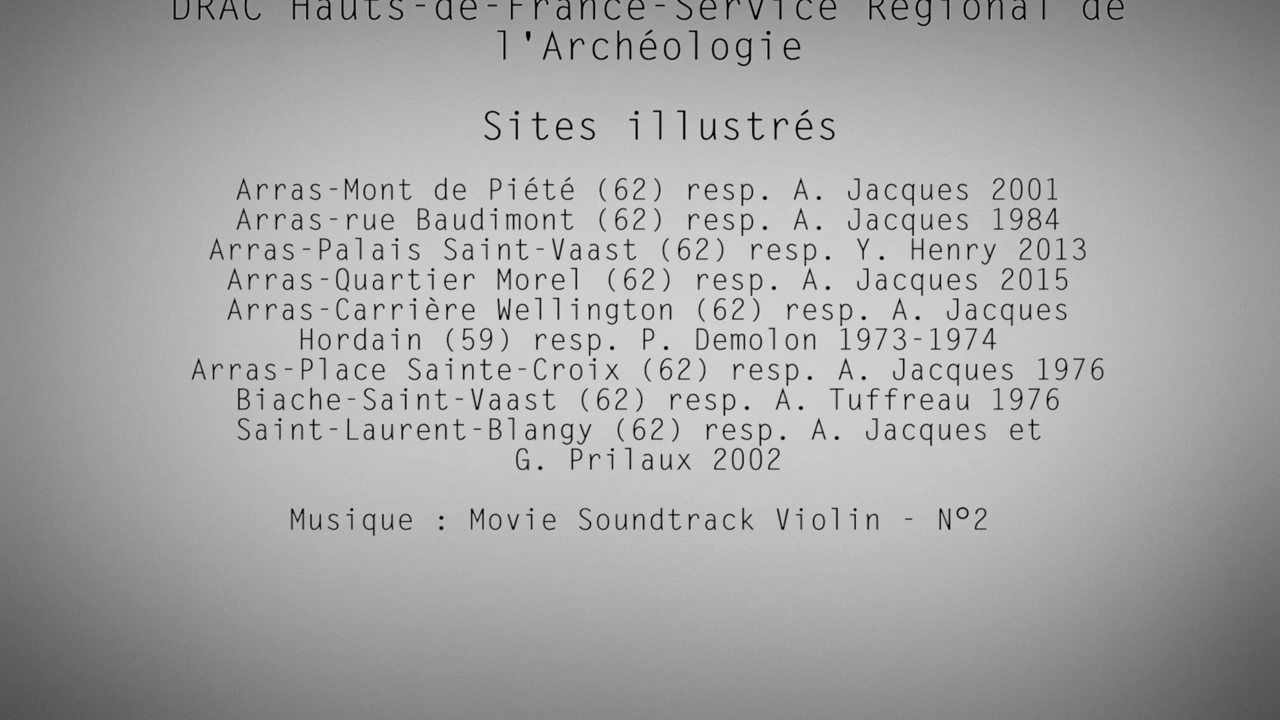 DRAC Hauts-de-France-Service Régional de
l'Archéologie
Sites illustrés
Arras-Mont de Piété (62) resp. A. Jacques 2001
Arras-rue Baudimont (62) resp. A. Jacques 1984
Arras-Palais Saint-Vaast (62) resp. Y. Henry 2013
Arras-Quartier Morel (62) resp. A. Jacques 2015
Arras-Carrière Wellington (62) resp. A. Jacques
Hordain (59) resp. P. Demolon 1973-1974
Arras-Place Sainte-Croix (62) resp. A. Jacques 1976
Biache-Saint-Vaast (62) resp. A. Tuffreau 1976
Saint-Laurent-Blangy (62) resp. A. Jacques et
G. Prilaux 2002
Musique : Movie Soundtrack Violin - N°2